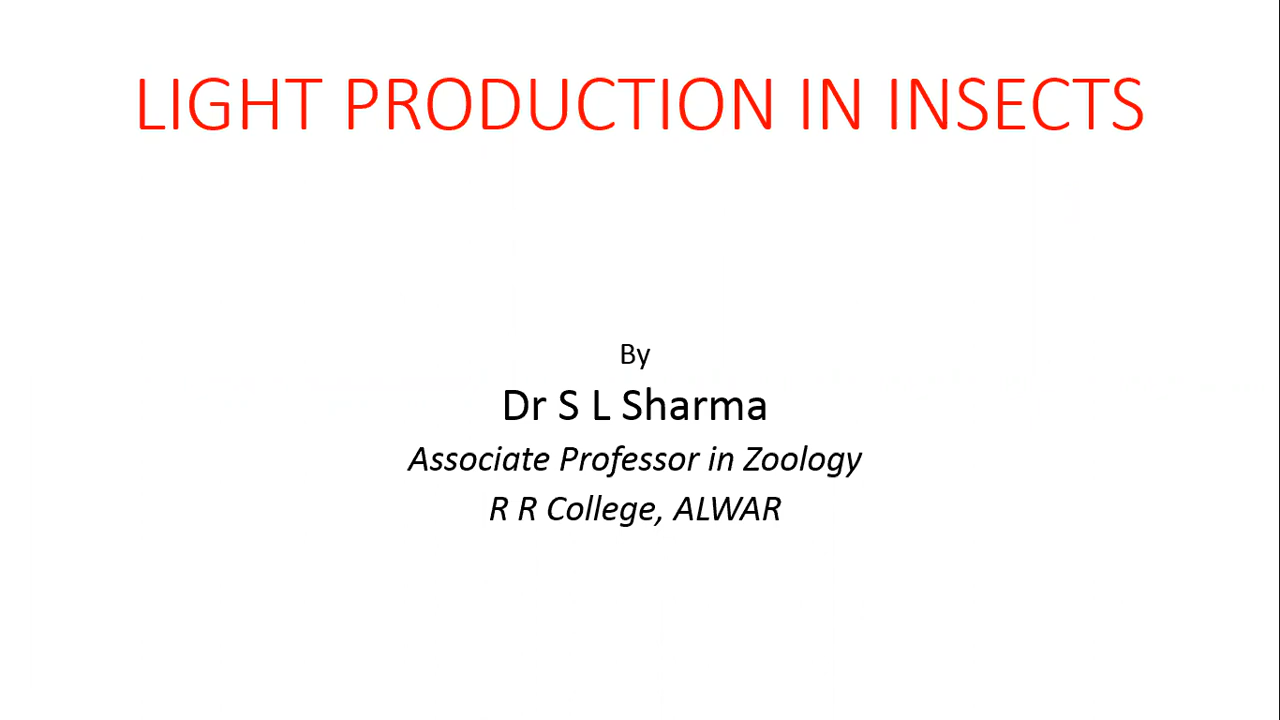 LIGHT PRODUCTION IN INSECTS
By
Dr S L Sharma
Associate Professor in Zoology
R R College, ALWAR